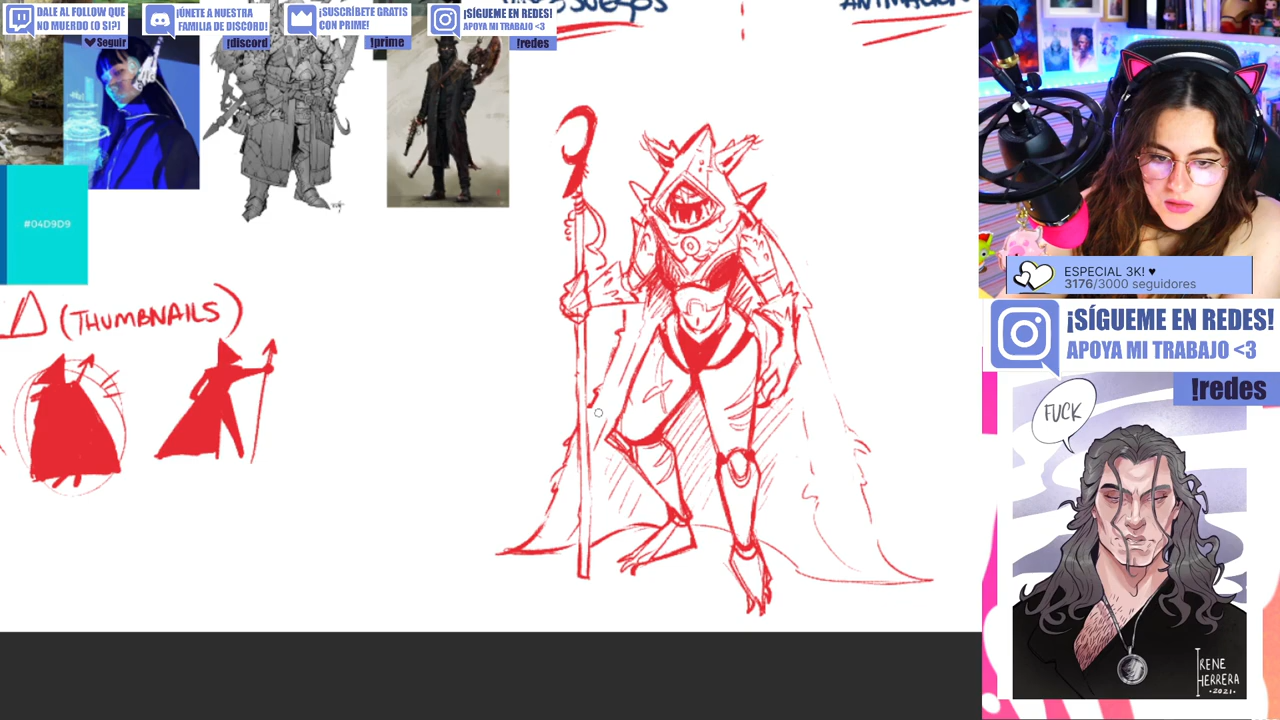 DALE AL FOLLOW QUE
NO MUERDO (O SI?)
Seguir
¡ÚNETE A NUESTRA
FAMILIA DE DISCORD!
!discord
¡SUSCRÍBETE GRATIS
CON PRIME!
!prime
¡SÍGUEME EN REDES!
APOYA MI TRABAJO <3
!redes
#04D9D9
(THUMBNAILS)
ESPECIAL 3K! ♥
3176/3000 seguidores
¡SÍGUEME EN REDES!
APOYA MI TRABAJO <3
!redes
FUCK
IRENE
HERRERA
·2021·